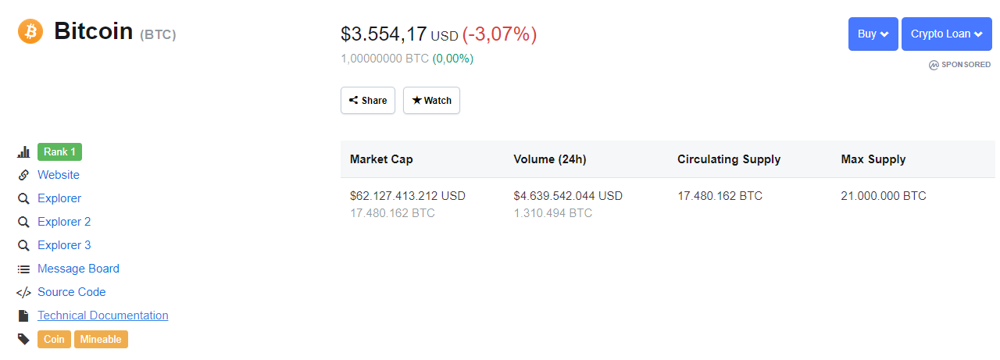 Bitcoin (BTC)
$3.554,17 USD (-3,07%)
1,00000000 BTC (0,00%)
Buy
Crypto Loan
SPONSORED
Share
Watch
Rank 1
Website
Explorer
Explorer 2
Explorer 3
Message Board
Source Code
Technical Documentation
Coin Mineable
Market Cap Volume (24h) Circulating Supply Max Supply
$62.127.413.212 USD $4.639.542.044 USD 17.480.162 BTC 21.000.000 BTC
17.480.162 BTC 1.310.494 BTC